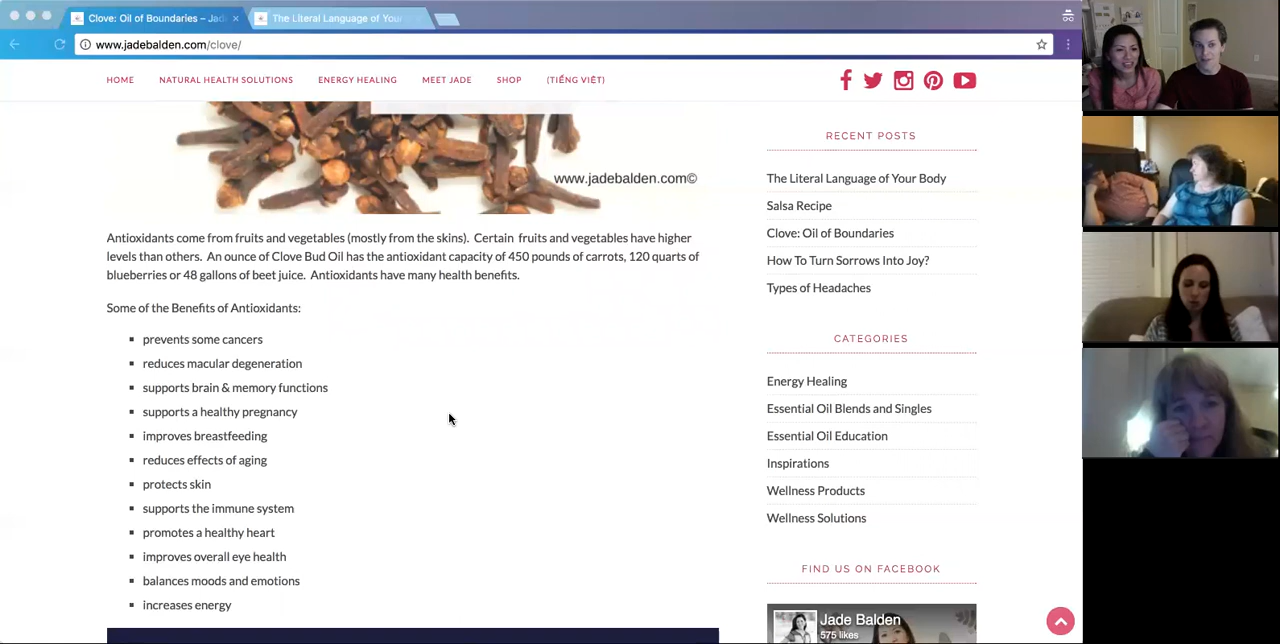 Clove: Oil of Boundaries – Jad
The Literal Language of Your
www.jadebalden.com/clove/
HOME NATURAL HEALTH SOLUTIONS ENERGY HEALING MEET JADE SHOP (TIẾNG VIỆT)
www.jadebalden.com©
Antioxidants come from fruits and vegetables (mostly from the skins). Certain fruits and vegetables have higher
levels than others. An ounce of Clove Bud Oil has the antioxidant capacity of 450 pounds of carrots, 120 quarts of
blueberries or 48 gallons of beet juice. Antioxidants have many health benefits.
Some of the Benefits of Antioxidants:
prevents some cancers
reduces macular degeneration
supports brain & memory functions
supports a healthy pregnancy
improves breastfeeding
reduces effects of aging
protects skin
supports the immune system
promotes a healthy heart
improves overall eye health
balances moods and emotions
increases energy
RECENT POSTS
The Literal Language of Your Body
Salsa Recipe
Clove: Oil of Boundaries
How To Turn Sorrows Into Joy?
Types of Headaches
CATEGORIES
Energy Healing
Essential Oil Blends and Singles
Essential Oil Education
Inspirations
Wellness Products
Wellness Solutions
FIND US ON FACEBOOK
Jade Balden
575 likes